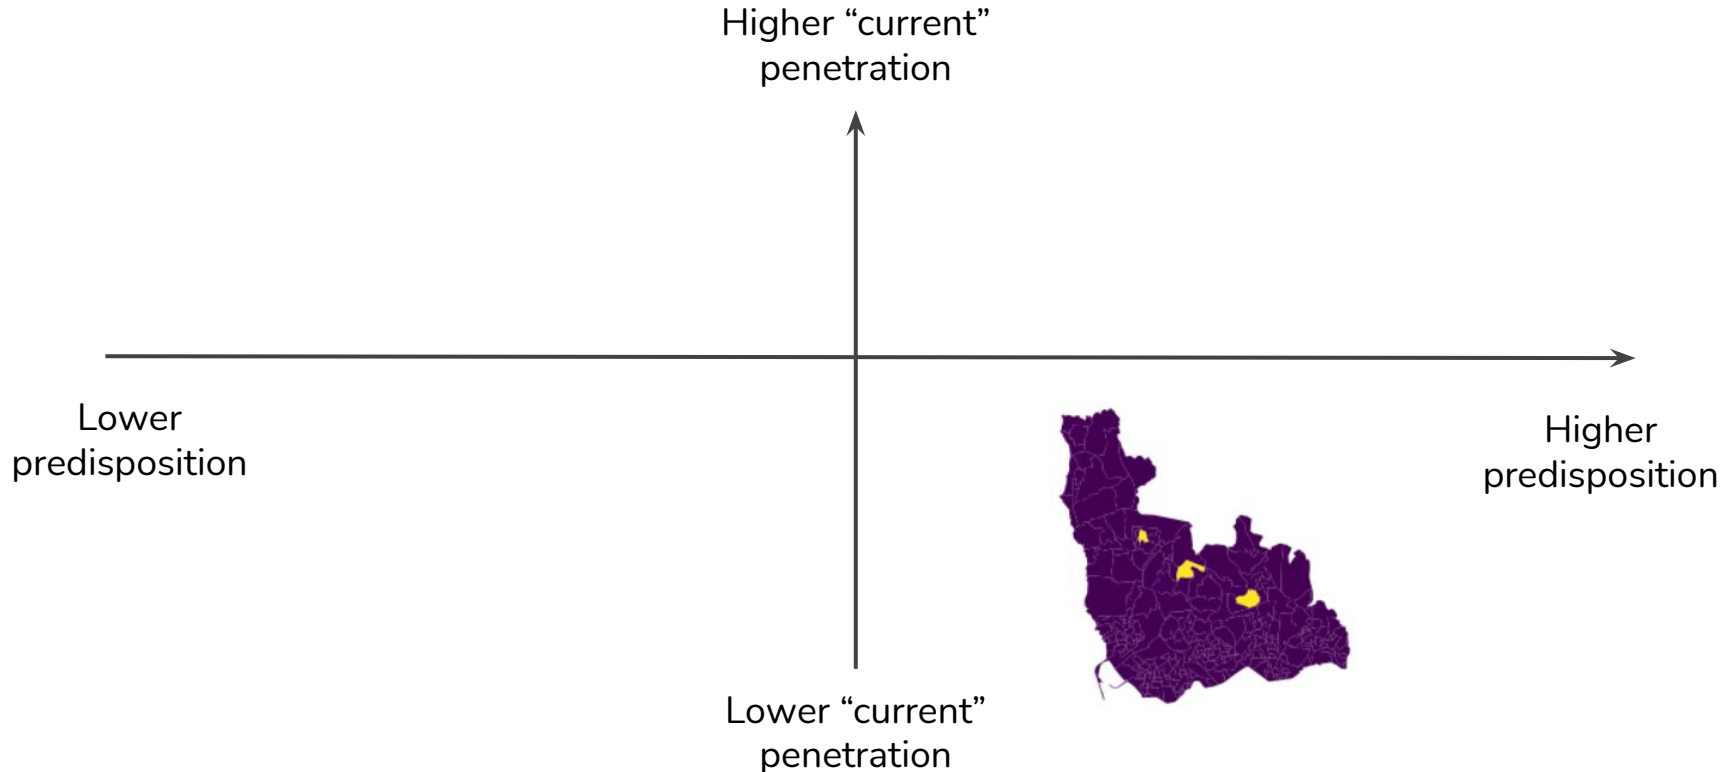 Higher “current”
penetration
Lower
predisposition
Higher
predisposition
Lower “current”
penetration